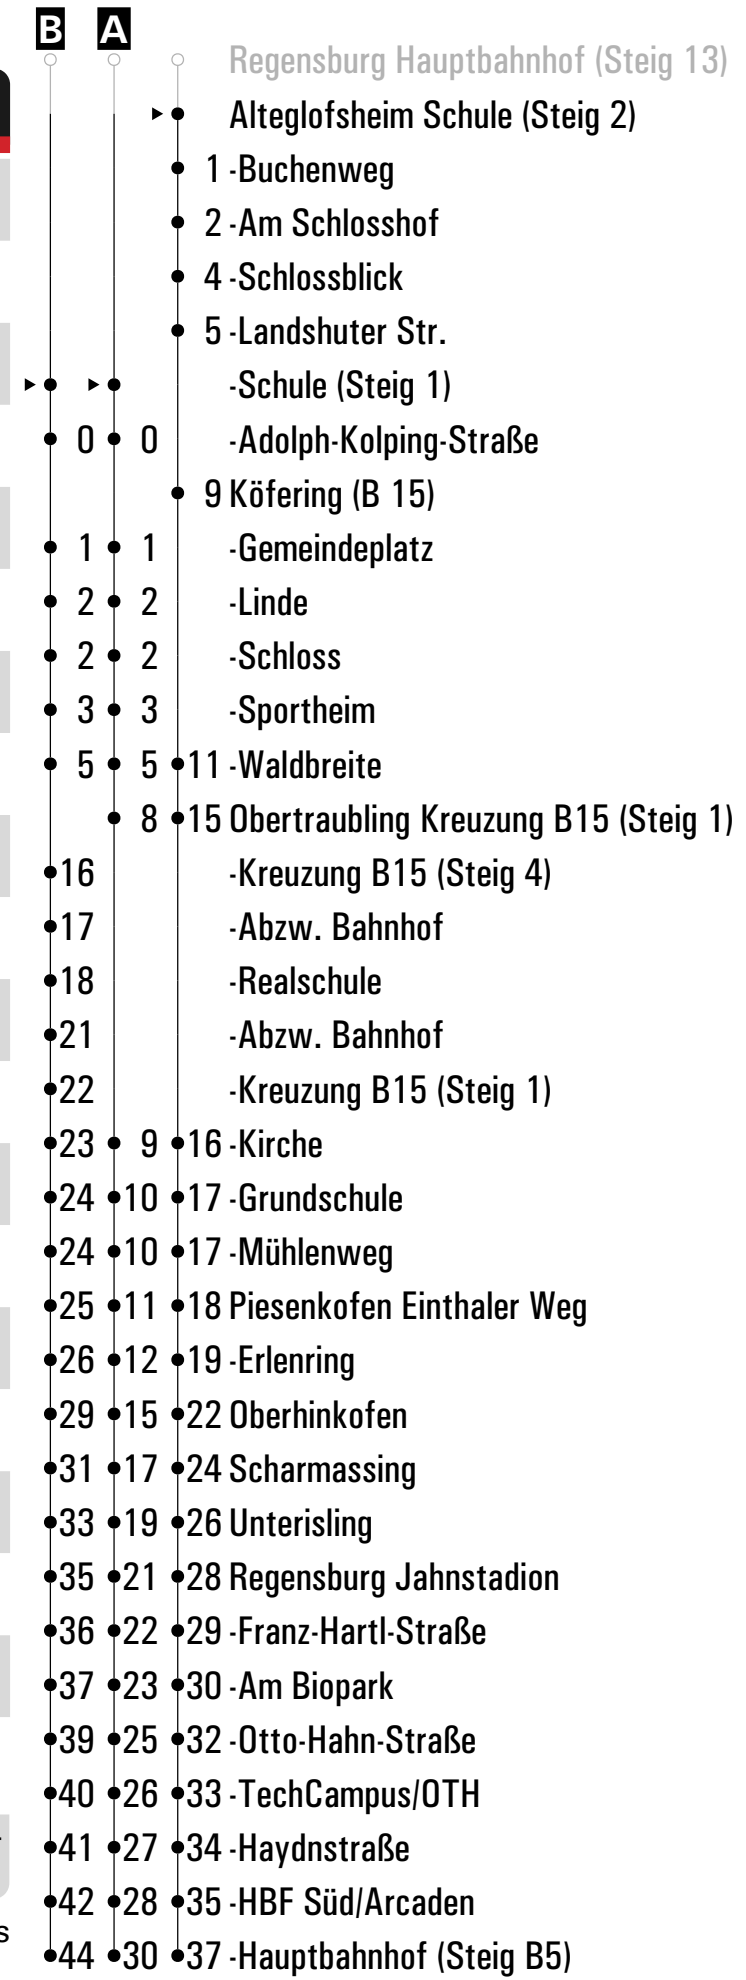 B A
Regensburg Hauptbahnhof (Steig 13)
Alteglofsheim Schule (Steig 2)
1 -Buchenweg
2 -Am Schlosshof
4 -Schlossblick
5 -Landshuter Str.
-Schule (Steig 1)
0 0 -Adolph-Kolping-Straße
9 Köfering (B 15)
1 1 -Gemeindeplatz
2 2 -Linde
2 2 -Schloss
3 3 -Sportheim
5 5 11 -Waldbreite
8 15 Obertraubling Kreuzung B15 (Steig 1)
16 -Kreuzung B15 (Steig 4)
17 -Abzw. Bahnhof
18 -Realschule
21 -Abzw. Bahnhof
22 -Kreuzung B15 (Steig 1)
23 9 16 -Kirche
24 10 17 -Grundschule
24 10 17 -Mühlenweg
25 11 18 Piesenkofen Einthaler Weg
26 12 19 -Erlenring
29 15 22 Oberhinkofen
31 17 24 Scharmassing
33 19 26 Unterisling
35 21 28 Regensburg Jahnstadion
36 22 29 -Franz-Hartl-Straße
37 23 30 -Am Biopark
39 25 32 -Otto-Hahn-Straße
40 26 33 -TechCampus/OTH
41 27 34 -Haydnstraße
42 28 35 -HBF Süd/Arcaden
s
44 30 37 -Hauptbahnhof (Steig B5)